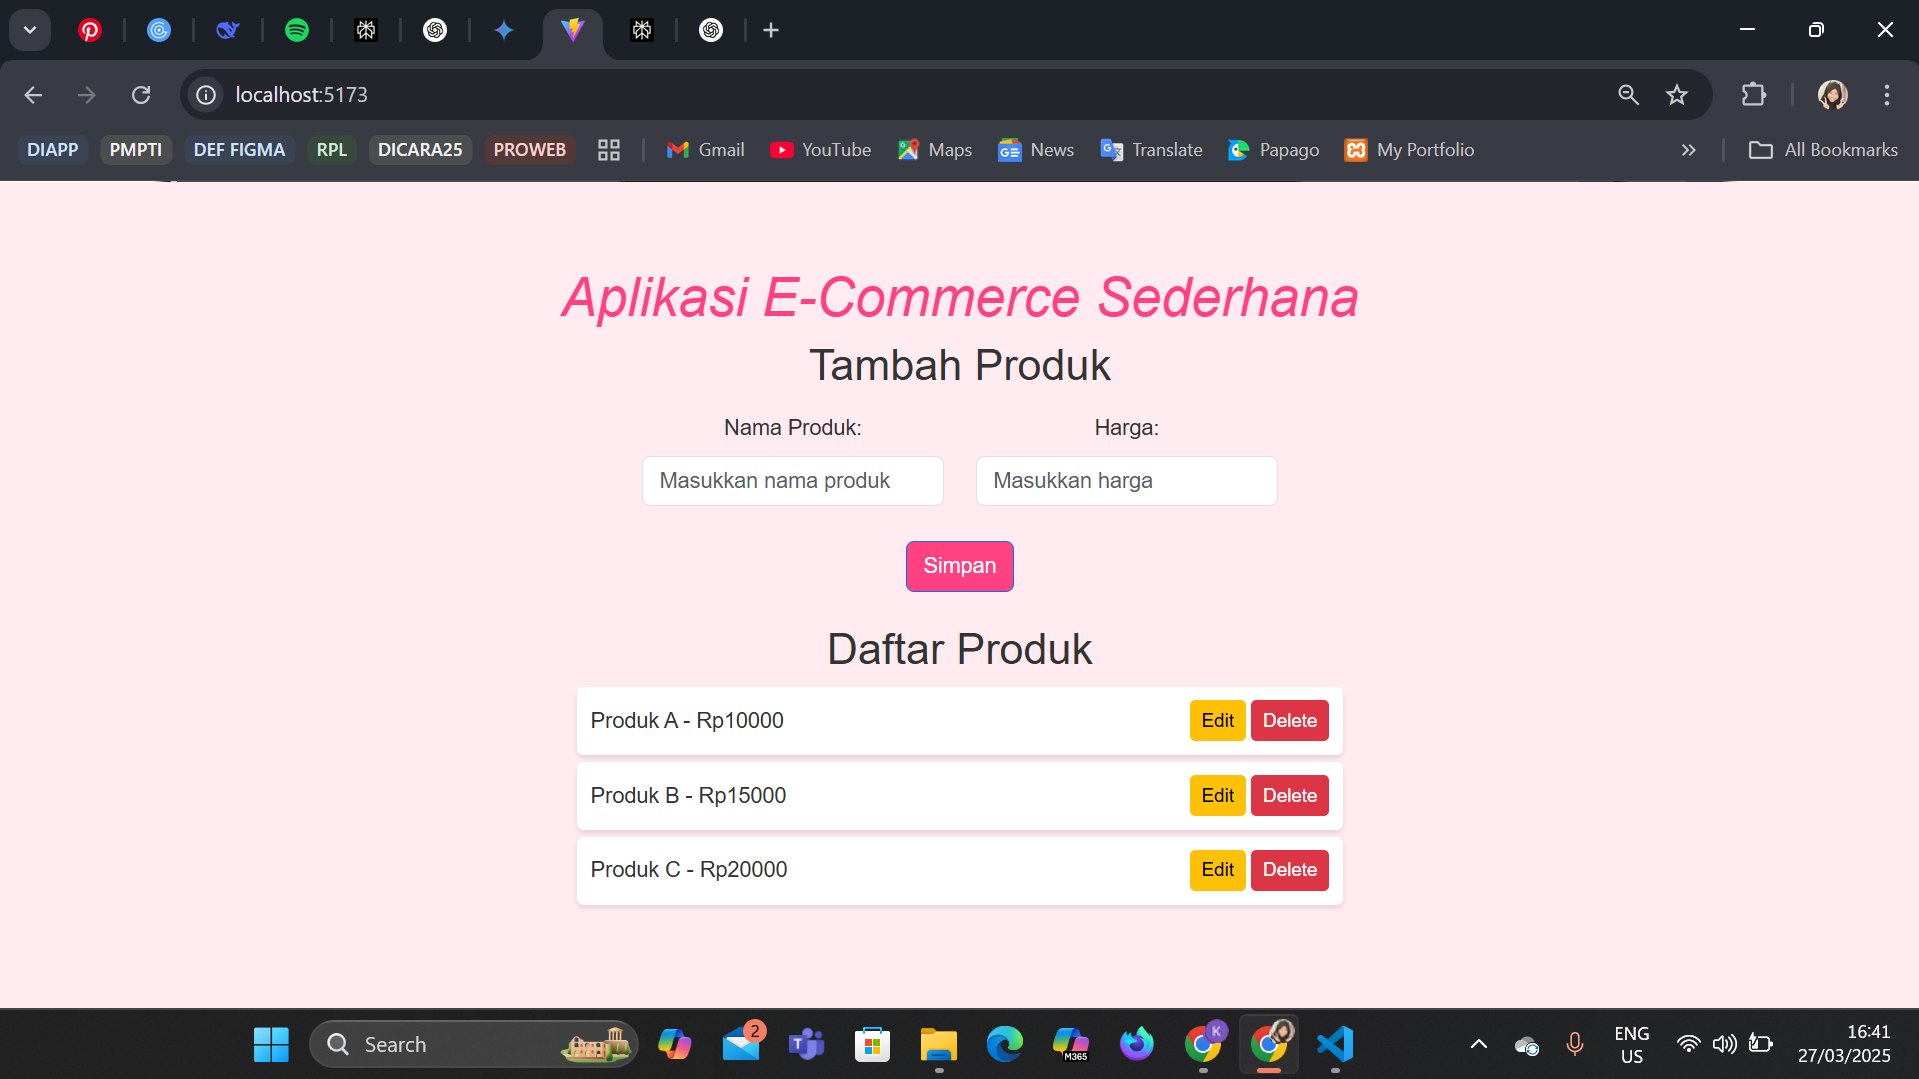 localhost:5173
DIAPP PMPTI DEF FIGMA RPL DICARA25 PROWEB Gmail YouTube Maps News Translate Papago My Portfolio All Bookmarks
Aplikasi E-Commerce Sederhana
Tambah Produk
Nama Produk: Harga:
Masukkan nama produk Masukkan harga
Simpan
Daftar Produk
Produk A - Rp10000 Edit Delete
Produk B - Rp15000 Edit Delete
Produk C - Rp20000 Edit Delete
Search 2 M365 K ENG 16:41
US 27/03/2025